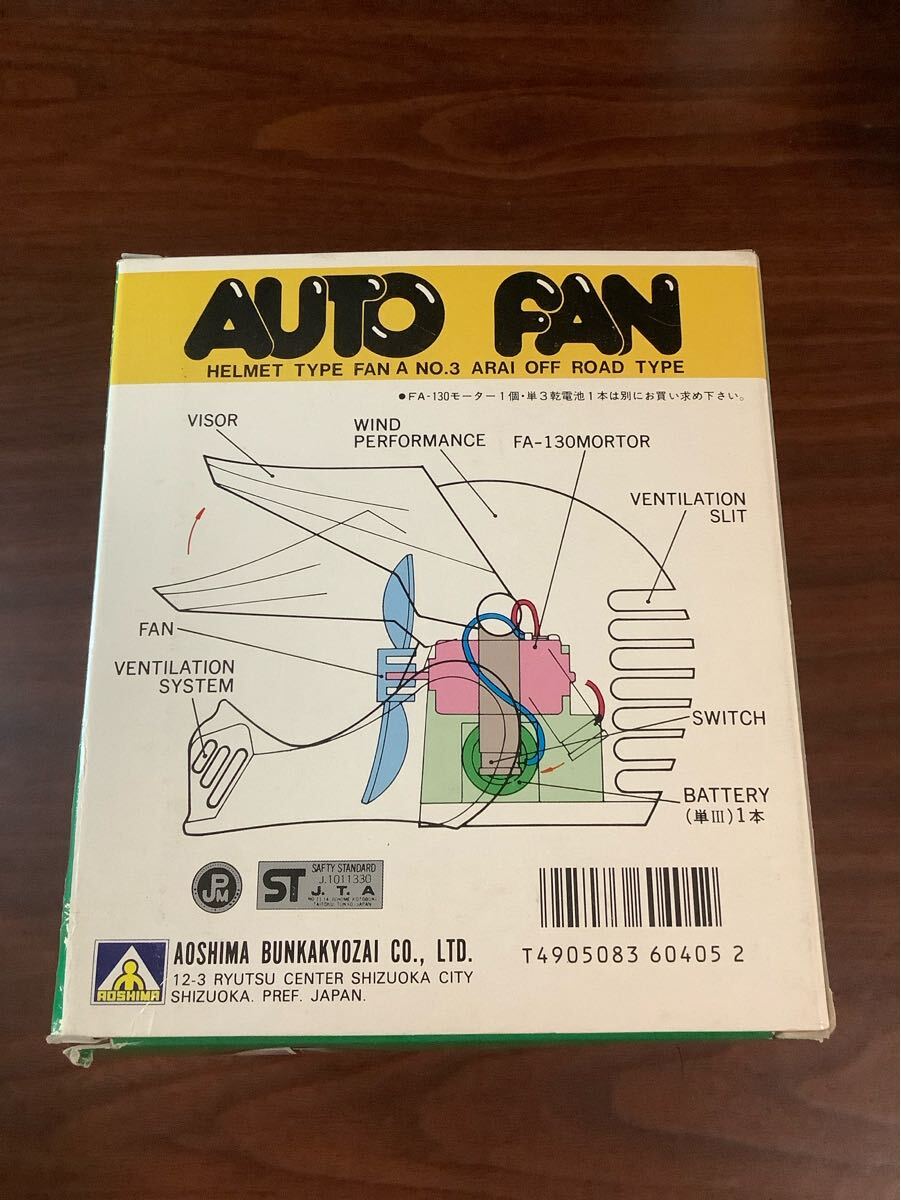 AUTO FAN
HELMET TYPE FAN A NO.3 ARAI OFF ROAD TYPE
●FA-130モーター1個・単3乾電池1本は別にお買い求め下さい。
VISOR
WIND
PERFORMANCE
FA-130MORTOR
VENTILATION
SLIT
FAN
VENTILATION
SYSTEM
SWITCH
BATTERY
(単III)1本
JPM
ST
SAFTY STANDARD
J.1011330
J. T. A
TAITOKU, TOKYO, JAPAN
AOSHIMA
AOSHIMA BUNKAKYOZAI CO., LTD.
12-3 RYUTSU CENTER SHIZUOKA CITY
SHIZUOKA. PREF. JAPAN.
T4905083 60405 2